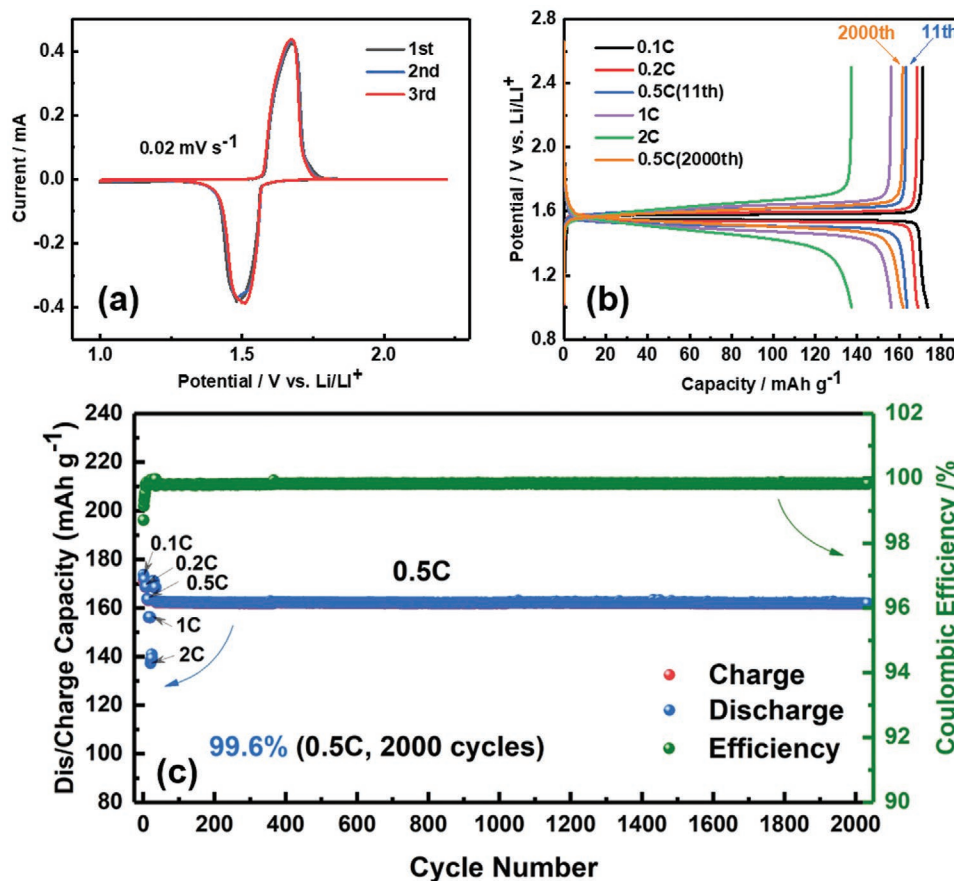 (a)
0.4
0.2
0.0
-0.2
-0.4
Current / mA
1st
2nd
3rd
0.02 mV s⁻¹
1.0
1.5
2.0
Potential / V vs. Li/LI⁺
(b)
2.8
2.4
2.0
1.6
1.2
0.8
Potential / V vs. Li/LI⁺
2000th
11th
0.1C
0.2C
0.5C(11th)
1C
2C
0.5C(2000th)
0 20 40 60 80 100 120 140 160 180
Capacity / mAh g⁻¹
240
220
200
180
160
140
120
100
80
Dis/Charge Capacity (mAh g⁻¹)
0.1C
0.2C
0.5C
1C
2C
0.5C
Charge
Discharge
Efficiency
99.6% (0.5C, 2000 cycles)
(c)
102
100
98
96
94
92
90
Coulombic Efficiency /%
0 200 400 600 800 1000 1200 1400 1600 1800 2000
Cycle Number